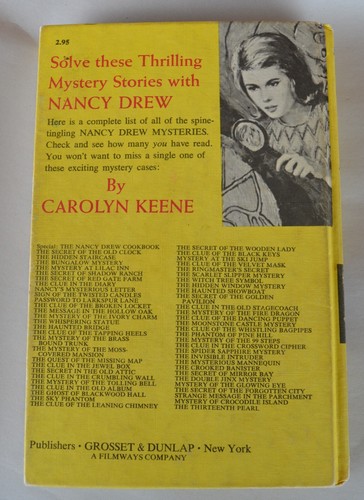 2.95
Solve these Thrilling
Mystery Stories with
NANCY DREW
Here is a complete list of all of the spine-
tingling NANCY DREW MYSTERIES.
Check and see how many you have read.
You won't want to miss a single one of
these exciting mystery cases:
By
CAROLYN KEENE
Special: THE NANCY DREW COOKBOOK
THE SECRET OF THE OLD CLOCK
THE HIDDEN STAIRCASE
THE BUNGALOW MYSTERY
THE MYSTERY AT LILAC INN
THE SECRET OF SHADOW RANCH
THE SECRET OF RED GATE FARM
THE CLUE IN THE DIARY
NANCY'S MYSTERIOUS LETTER
SIGN OF THE TWISTED CANDLES
PASSWORD TO LARKSPUR LANE
THE CLUE OF THE BROKEN LOCKET
THE MESSAGE IN THE HOLLOW OAK
THE MYSTERY OF THE IVORY CHARM
THE WHISPERING STATUE
THE HAUNTED BRIDGE
THE CLUE OF THE TAPPING HEELS
THE MYSTERY OF THE BRASS
BOUND TRUNK
THE MYSTERY OF THE MOSS-
COVERED MANSION
THE QUEST OF THE MISSING MAP
THE CLUE IN THE JEWEL BOX
THE SECRET IN THE OLD ATTIC
THE CLUE IN THE CRUMBLING WALL
THE MYSTERY OF THE TOLLING BELL
THE CLUE IN THE OLD ALBUM
THE GHOST OF BLACKWOOD HALL
THE SKY PHANTOM
THE CLUE OF THE LEANING CHIMNEY
THE SECRET OF THE WOODEN LADY
THE CLUE OF THE BLACK KEYS
MYSTERY AT THE SKI JUMP
THE CLUE OF THE VELVET MASK
THE RINGMASTER'S SECRET
THE SCARLET SLIPPER MYSTERY
THE WITCH TREE SYMBOL
THE HIDDEN WINDOW MYSTERY
THE HAUNTED SHOWBOAT
THE SECRET OF THE GOLDEN
PAVILION
THE CLUE IN THE OLD STAGECOACH
THE MYSTERY OF THE FIRE DRAGON
THE CLUE OF THE DANCING PUPPET
THE MOONSTONE CASTLE MYSTERY
THE CLUE OF THE WHISTLING BAGPIPES
THE PHANTOM OF PINE HILL
THE MYSTERY OF THE 99 STEPS
THE CLUE IN THE CROSSWORD CIPHER
THE SPIDER SAPPHIRE MYSTERY
THE INVISIBLE INTRUDER
THE MYSTERIOUS MANNEQUIN
THE CROOKED BANISTER
THE SECRET OF MIRROR BAY
THE DOUBLE JINX MYSTERY
MYSTERY OF THE GLOWING EYE
THE SECRET OF THE FORGOTTEN CITY
STRANGE MESSAGE IN THE PARCHMENT
MYSTERY OF CROCODILE ISLAND
THE THIRTEENTH PEARL
Publishers · GROSSET & DUNLAP · New York
A FILMWAYS COMPANY